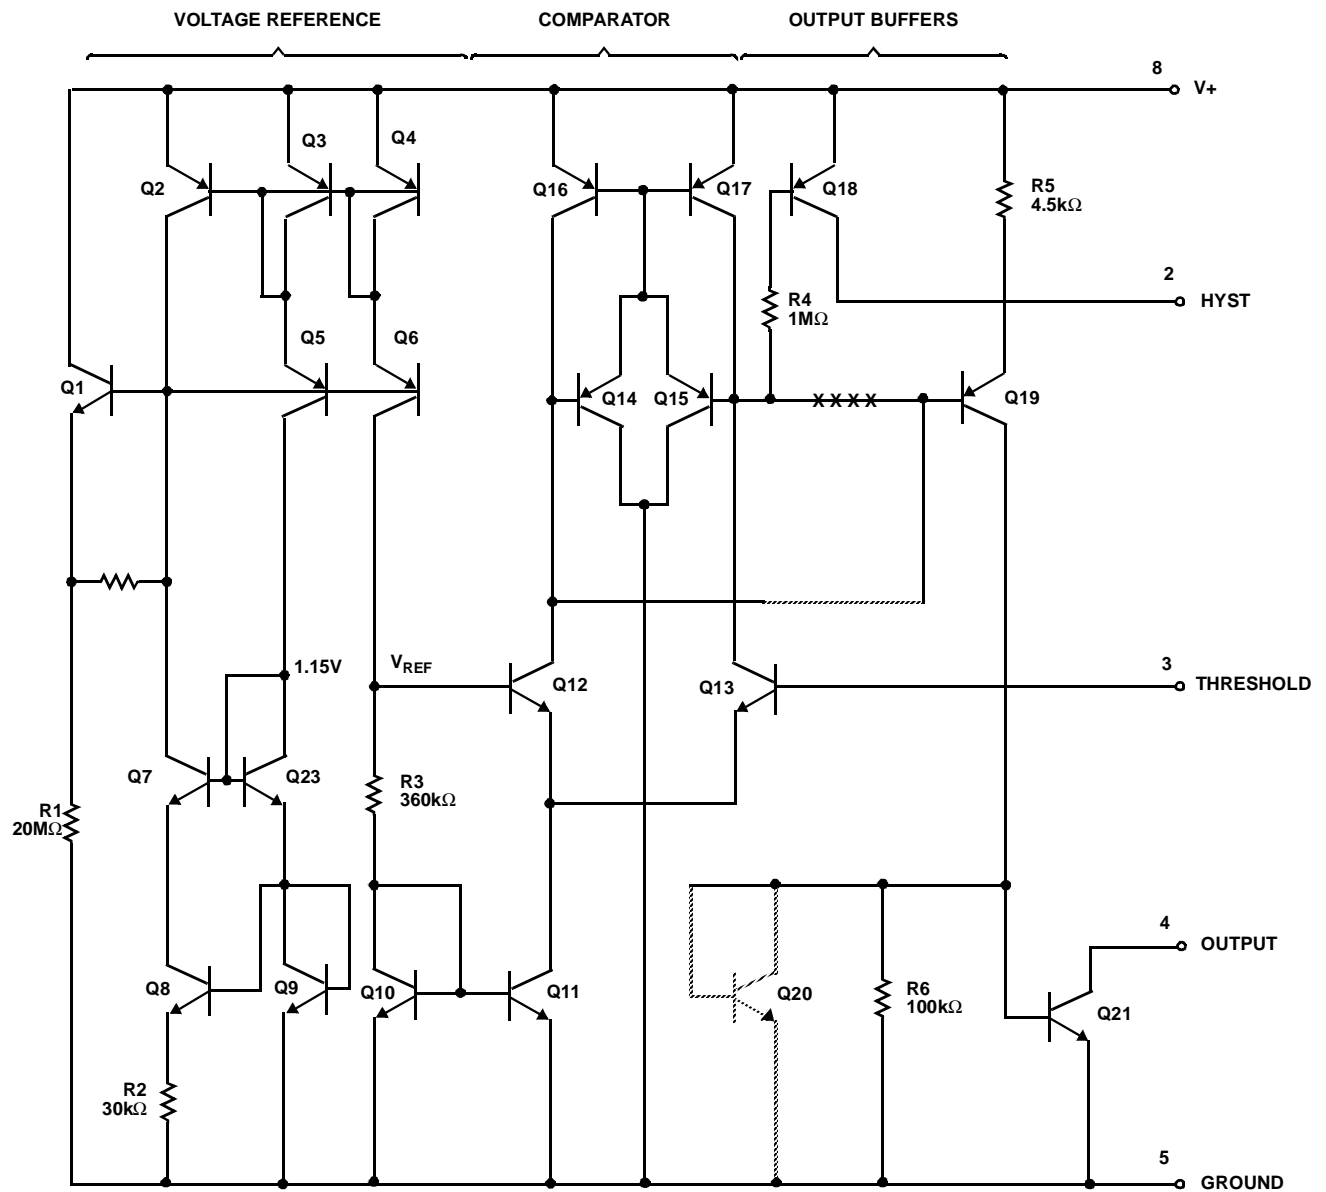 VOLTAGE REFERENCE COMPARATOR OUTPUT BUFFERS
8
V+
Q3 Q4
Q2 Q16 Q17 Q18
R5
4.5kΩ
2
HYST
R4
1MΩ
Q5 Q6
Q1 Q14 Q15 X X X X Q19
1.15V VREF
Q12 Q13
3
THRESHOLD
Q7 Q23
R3
360kΩ
R1
20MΩ
4
OUTPUT
Q8 Q9 Q10 Q11 Q20
R6
100kΩ
Q21
R2
30kΩ
5
GROUND